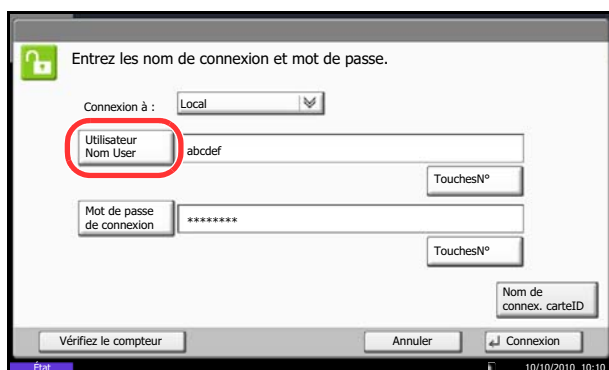 Entrez les nom de connexion et mot de passe.
Connexion à :
Local
Utilisateur
Nom User
abcdef
TouchesN°
Mot de passe
de connexion
********
TouchesN°
Nom de
connex. carteID
Vérifiez le compteur
Annuler
Connexion
État
10/10/2010 10:10